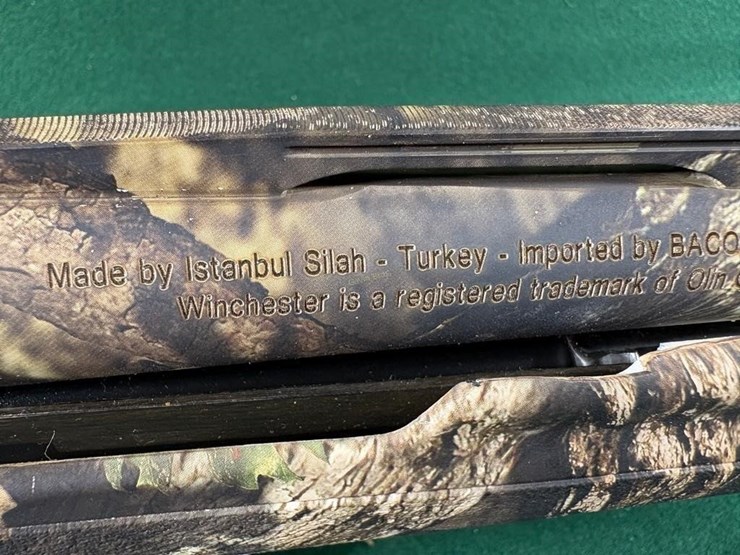 Made by Istanbul Silah - Turkey - Imported by BACO
Winchester is a registered trademark of Olin